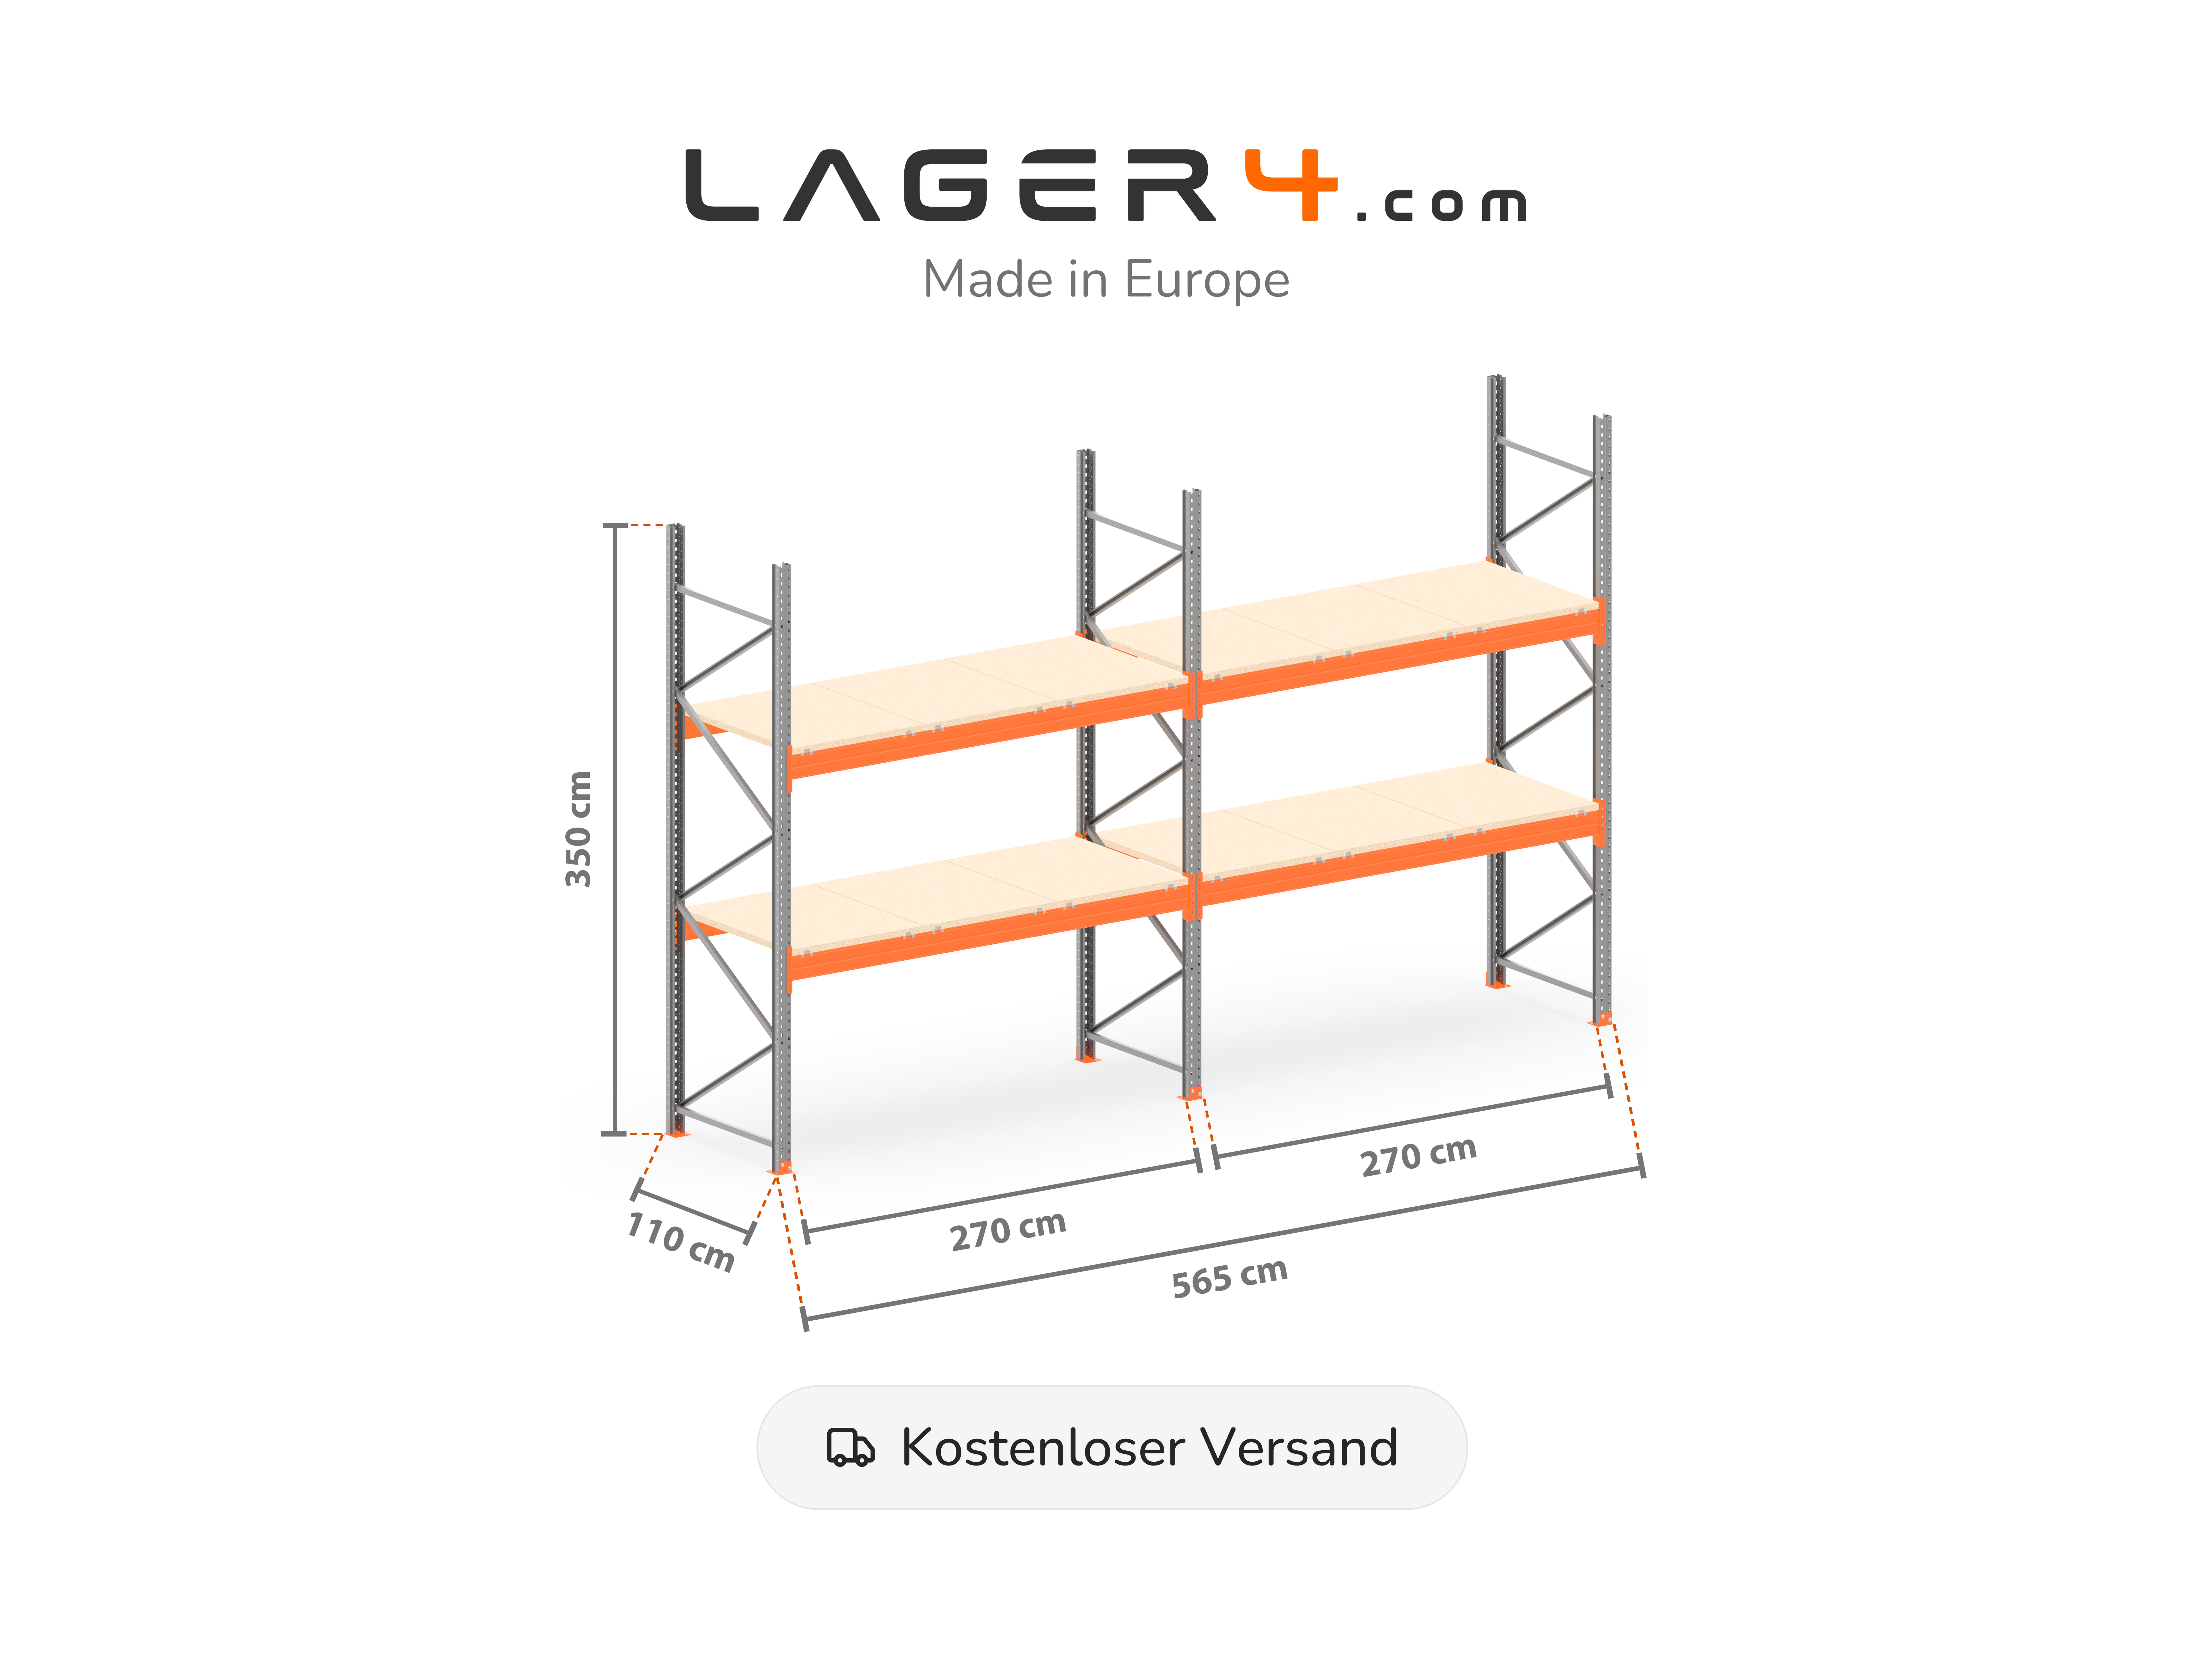 LAGER4.com
Made in Europe
350 cm
110 cm
270 cm
270 cm
565 cm
Kostenloser Versand